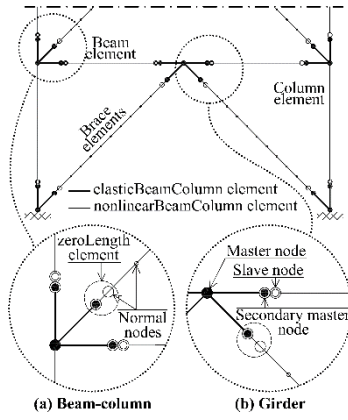 Beam
element
Column
element
Brace
elements
elasticBeamColumn element
nonlinearBeamColumn element
zeroLength
element
Normal
nodes
Master node
Slave node
Secondary master
node
(a) Beam-column
(b) Girder